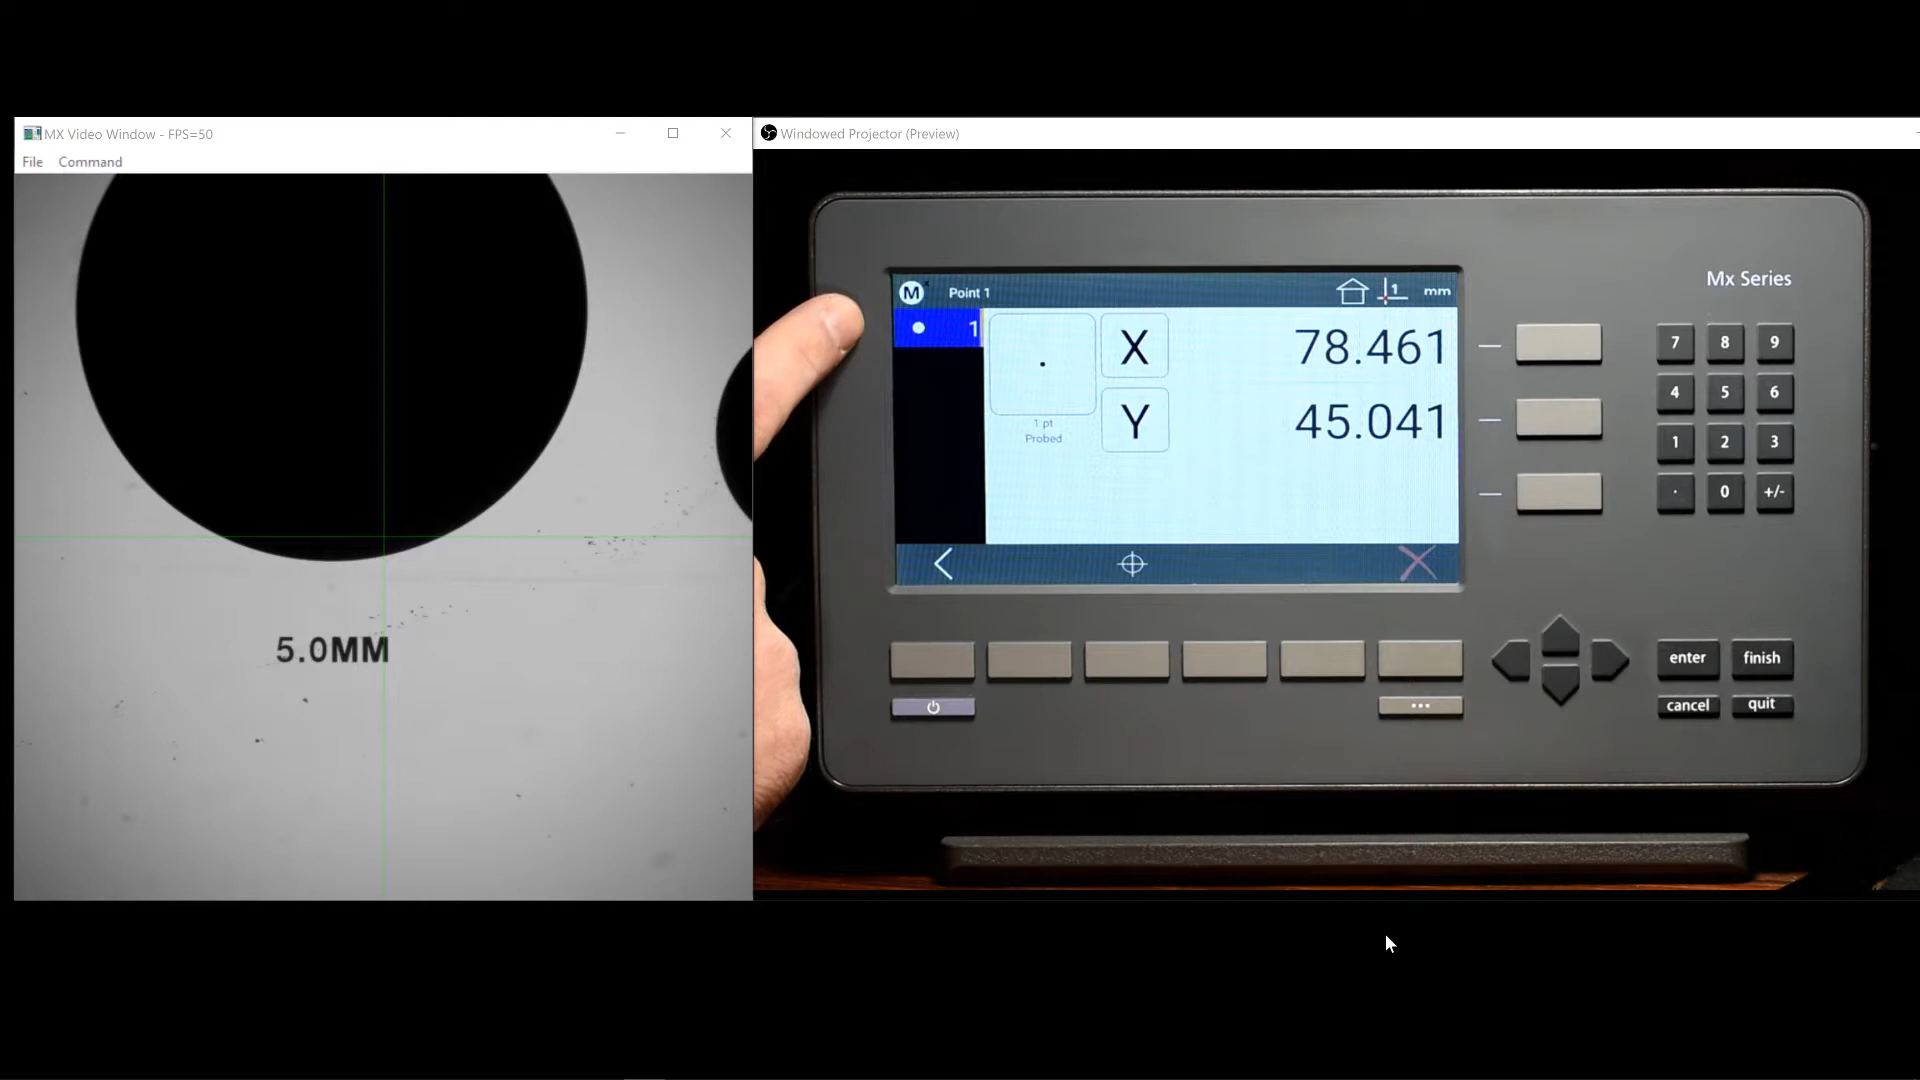 MX Video Window - FPS=50
File Command
5.0MM
Windowed Projector (Preview)
Mx Series
M Point 1 1 mm
1
X 78.461
Y 45.041
1 pt
Probed
7 8 9
4 5 6
1 2 3
. 0 +/-
enter finish
cancel quit